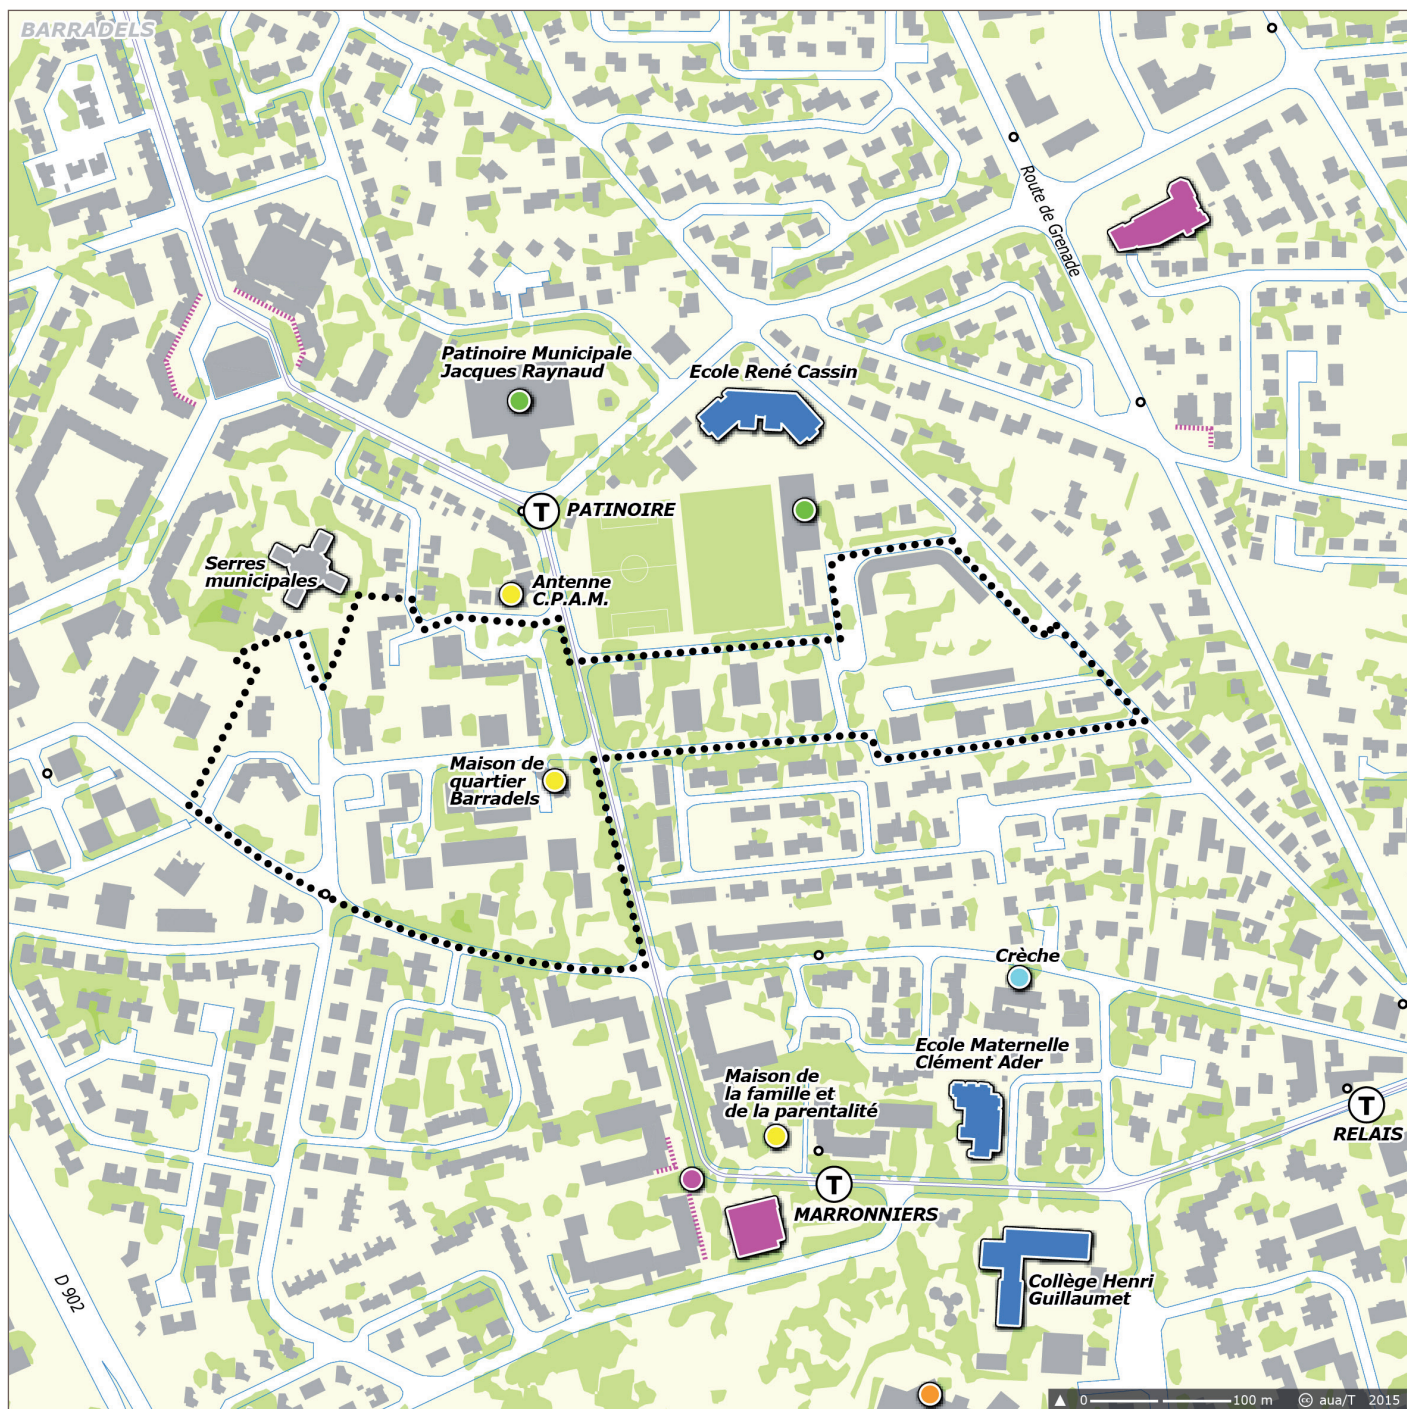 BARRADELS
Route de Grenade
Patinoire Municipale
Jacques Raynaud
Ecole René Cassin
T PATINOIRE
Serres
municipales
Antenne
C.P.A.M.
Maison de
quartier
Barradels
Crèche
Ecole Maternelle
Clément Ader
Maison de
la famille et
de la parentalité
T
RELAIS
T
MARRONNIERS
Collège Henri
Guillaumet
D 902
0 100 m cc aua/T 2015